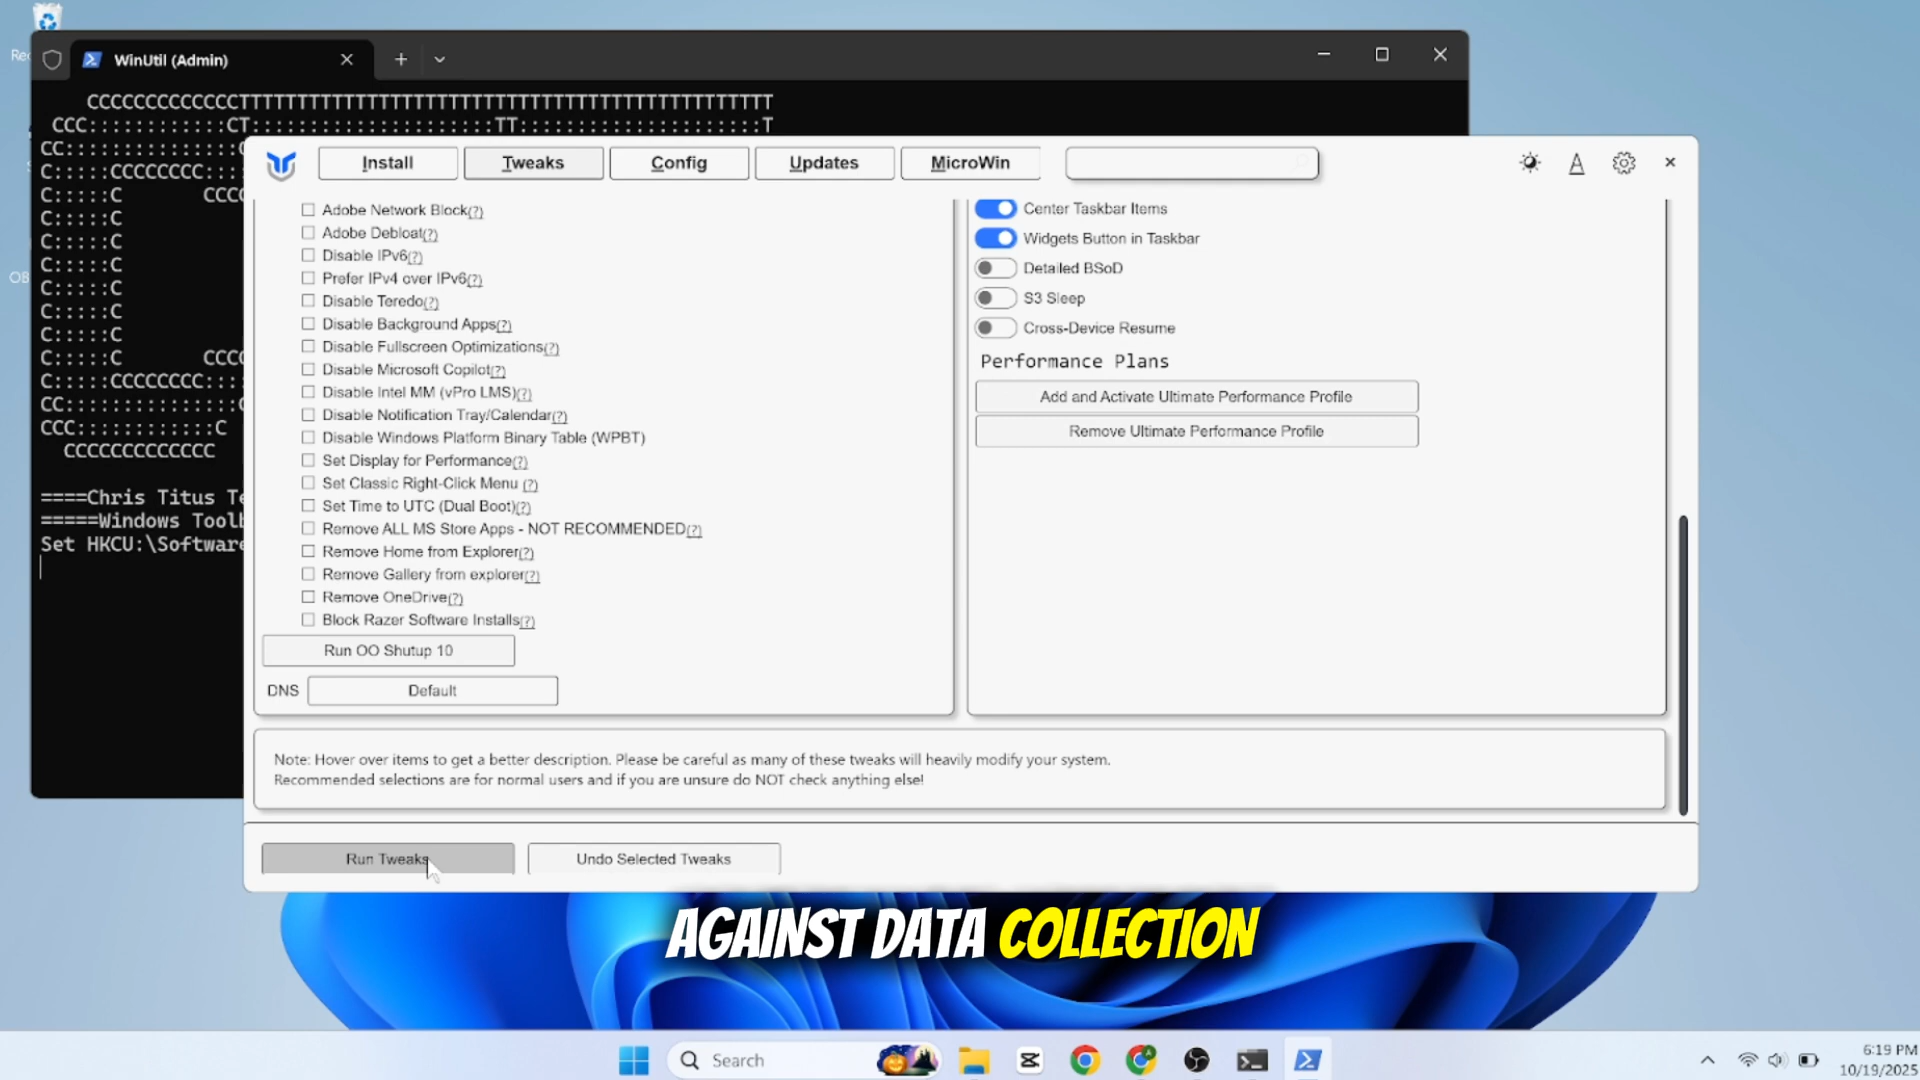 WinUtil (Admin)
CCCCCCCCCCCCCTTTTTTTTTTTTTTTTTTTTTTTTTTTTTTTTTTTTTTTTTTTTTT
CCC::::::::::::CT:::::::::::::::::::::TT:::::::::::::::::::::T
Install
Tweaks
Config
Updates
MicroWin
Adobe Network Block(?)
Adobe Debloat(?)
Disable IPv6(?)
Prefer IPv4 over IPv6(?)
Disable Teredo(?)
Disable Background Apps(?)
Disable Fullscreen Optimizations(?)
Disable Microsoft Copilot(?)
Disable Intel MM (vPro LMS)(?)
Disable Notification Tray/Calendar(?)
Disable Windows Platform Binary Table (WPBT)
Set Display for Performance(?)
Set Classic Right-Click Menu (?)
Set Time to UTC (Dual Boot)(?)
Remove ALL MS Store Apps - NOT RECOMMENDED(?)
Remove Home from Explorer(?)
Remove Gallery from explorer(?)
Remove OneDrive(?)
Block Razer Software Installs(?)
Run OO Shutup 10
DNS Default
Center Taskbar Items
Widgets Button in Taskbar
Detailed BSoD
S3 Sleep
Cross-Device Resume
Performance Plans
Add and Activate Ultimate Performance Profile
Remove Ultimate Performance Profile
====Chris Titus Te
=====Windows Toolb
Set HKCU:\Software
Note: Hover over items to get a better description. Please be careful as many of these tweaks will heavily modify your system.
Recommended selections are for normal users and if you are unsure do NOT check anything else!
Run Tweaks
Undo Selected Tweaks
AGAINST DATA COLLECTION
Search
6:19 PM
10/19/2025